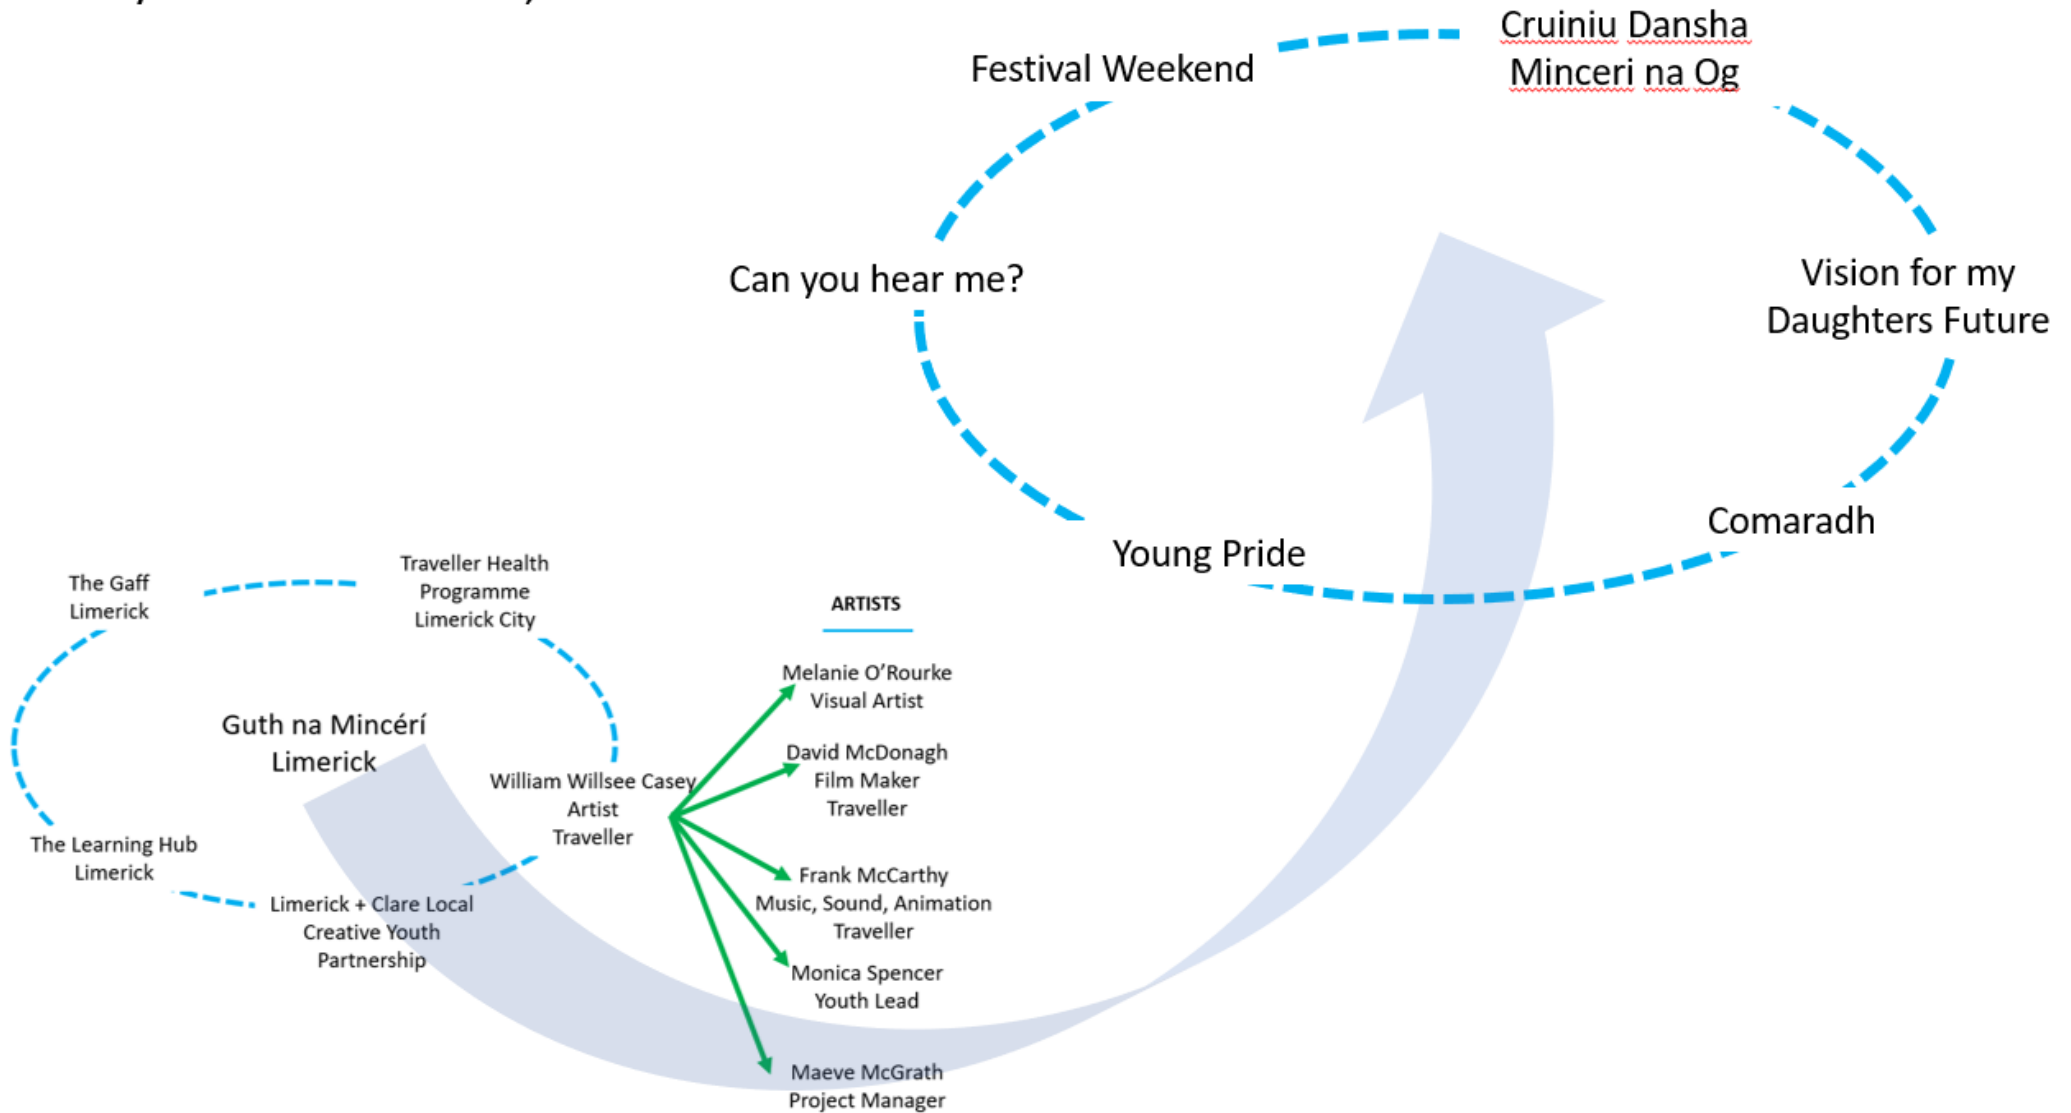 Festival Weekend
Cruiniu Dansha
Minceri na Og
Can you hear me?
Vision for my
Daughters Future
Comaradh
Young Pride
The Gaff
Limerick
Traveller Health
Programme
Limerick City
Guth na Mincérí
Limerick
William Willsee Casey
Artist
Traveller
The Learning Hub
Limerick
Limerick + Clare Local
Creative Youth
Partnership
ARTISTS
Melanie O’Rourke
Visual Artist
David McDonagh
Film Maker
Traveller
Frank McCarthy
Music, Sound, Animation
Traveller
Monica Spencer
Youth Lead
Maeve McGrath
Project Manager